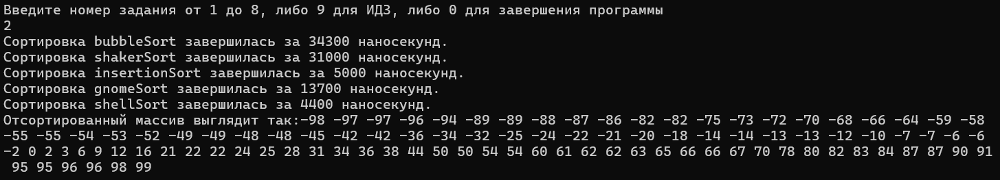 Введите номер задания от 1 до 8, либо 9 для ИДЗ, либо 0 для завершения программы
2
Сортировка bubbleSort завершилась за 34300 наносекунд.
Сортировка shakerSort завершилась за 31000 наносекунд.
Сортировка insertionSort завершилась за 5000 наносекунд.
Сортировка gnomeSort завершилась за 13700 наносекунд.
Сортировка shellSort завершилась за 4400 наносекунд.
Отсортированный массив выглядит так:-98 -97 -97 -96 -94 -89 -89 -88 -87 -86 -82 -82 -75 -73 -72 -70 -68 -66 -64 -59 -58
-55 -55 -54 -53 -52 -49 -49 -48 -48 -45 -42 -42 -36 -34 -32 -25 -24 -22 -21 -20 -18 -14 -14 -13 -13 -12 -10 -7 -7 -6 -6
-2 0 2 3 6 9 12 16 21 22 22 24 25 28 31 34 36 38 44 50 50 54 54 60 61 62 62 63 65 66 66 67 70 78 80 82 83 84 87 87 90 91
95 95 96 96 98 99